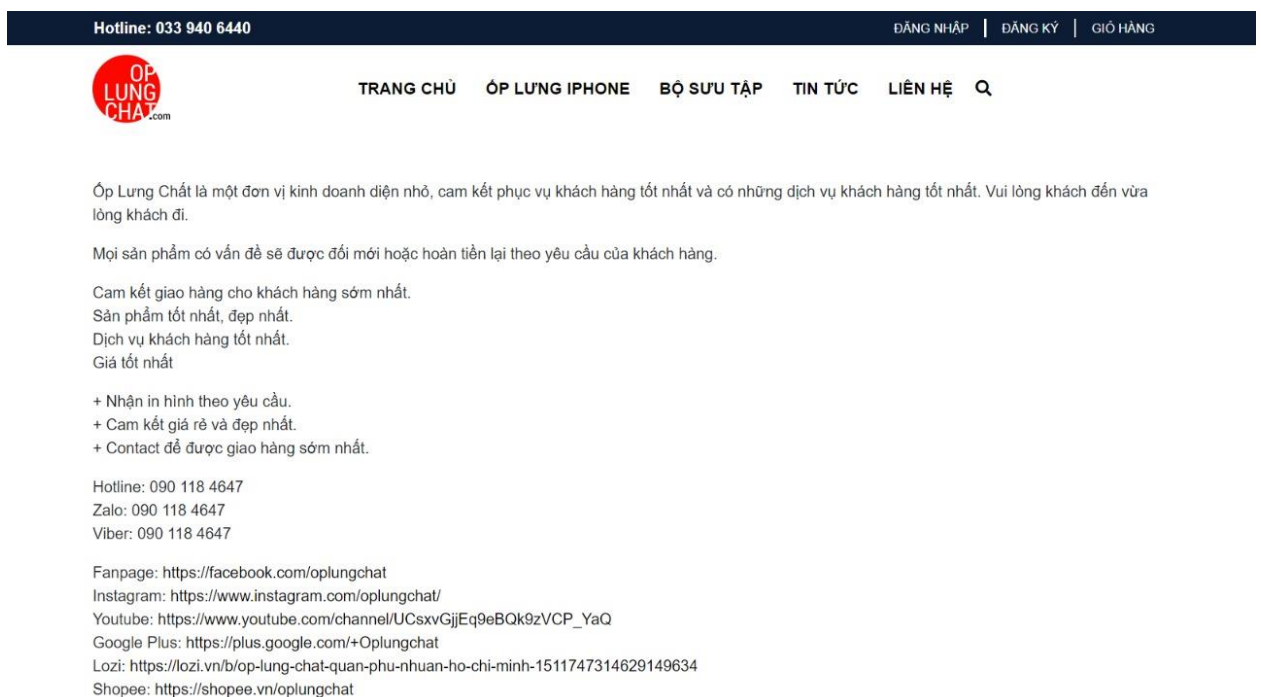 Hotline: 033 940 6440
ĐĂNG NHẬP | ĐĂNG KÝ | GIỎ HÀNG
OP
LUNG
CHAT.com
TRANG CHỦ ỐP LƯNG IPHONE BỘ SƯU TẬP TIN TỨC LIÊN HỆ
Ốp Lưng Chất là một đơn vị kinh doanh diện nhỏ, cam kết phục vụ khách hàng tốt nhất và có những dịch vụ khách hàng tốt nhất. Vui lòng khách đến vừa
lòng khách đi.
Mọi sản phẩm có vấn đề sẽ được đổi mới hoặc hoàn tiền lại theo yêu cầu của khách hàng.
Cam kết giao hàng cho khách hàng sớm nhất.
Sản phẩm tốt nhất, đẹp nhất.
Dịch vụ khách hàng tốt nhất.
Giá tốt nhất
+ Nhận in hình theo yêu cầu.
+ Cam kết giá rẻ và đẹp nhất.
+ Contact để được giao hàng sớm nhất.
Hotline: 090 118 4647
Zalo: 090 118 4647
Viber: 090 118 4647
Fanpage: https://facebook.com/oplungchat
Instagram: https://www.instagram.com/oplungchat/
Youtube: https://www.youtube.com/channel/UCsxvGjjEq9eBQk9zVCP_YaQ
Google Plus: https://plus.google.com/+Oplungchat
Lozi: https://lozi.vn/b/op-lung-chat-quan-phu-nhuan-ho-chi-minh-1511747314629149634
Shopee: https://shopee.vn/oplungchat